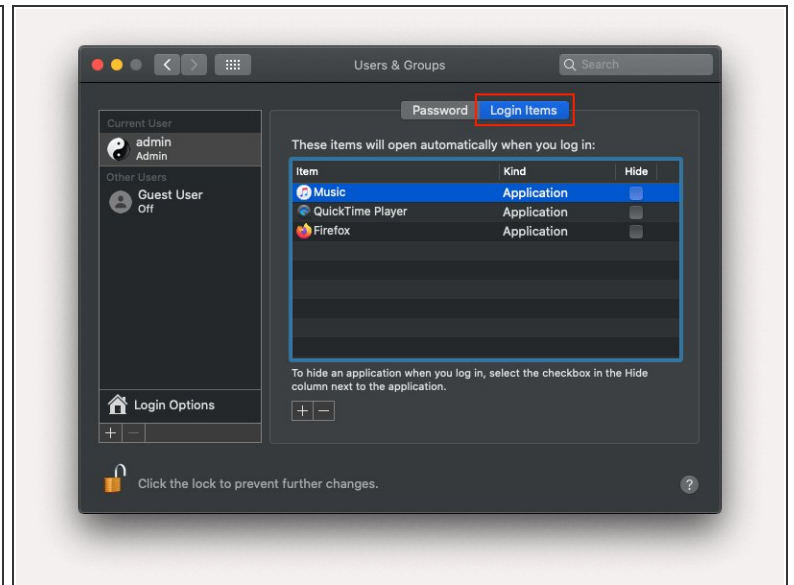 Users & Groups
Search
Password Login Items
Current User
admin
Admin
Other Users
Guest User
Off
Login Options
+ −
These items will open automatically when you log in:
Item Kind Hide
Music Application
QuickTime Player Application
Firefox Application
To hide an application when you log in, select the checkbox in the Hide
column next to the application.
+ −
Click the lock to prevent further changes.
?